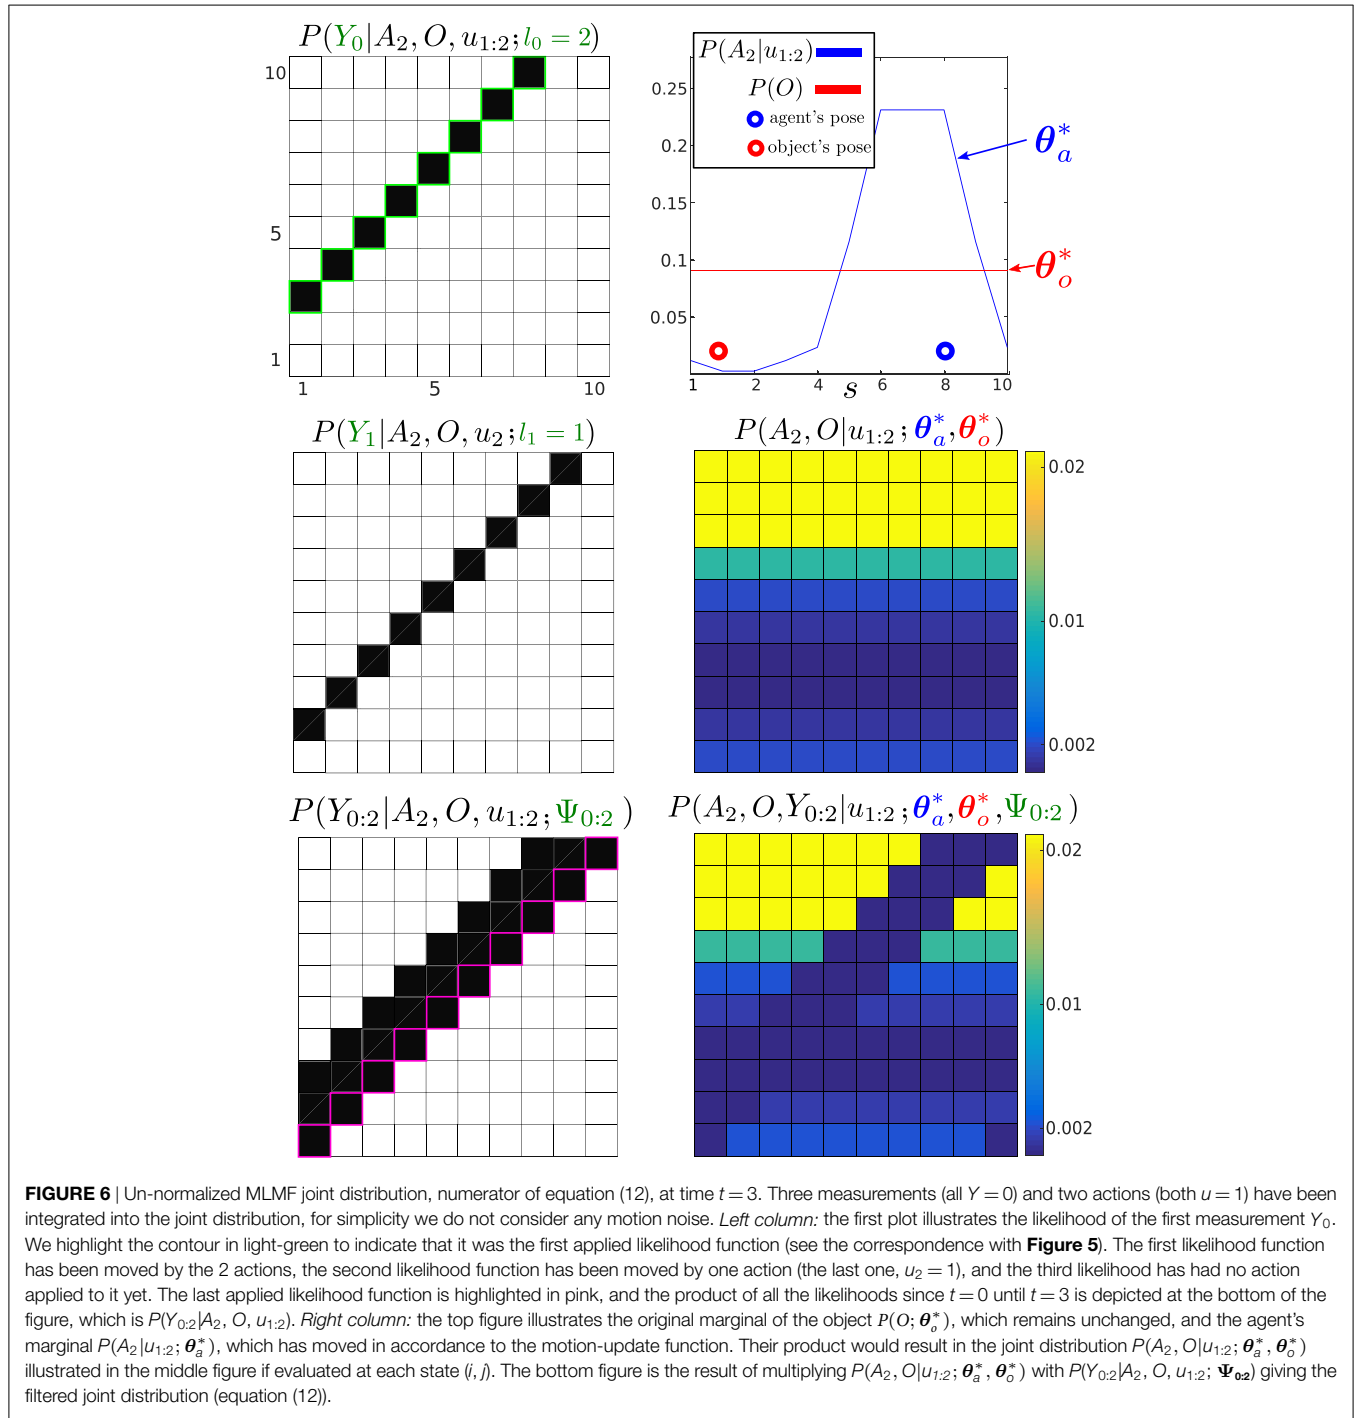 P(Y₀|A₂, O, u₁:₂; l₀ = 2)
10
5
1
1 5 10
P(A₂|u₁:₂)
P(O)
agent's pose
object's pose
0.25
0.2
0.15
0.1
0.05
1 2 4 6 8 10
s
θ*ₐ
θ*ₒ
P(Y₁|A₂, O, u₂; l₁ = 1)
P(A₂, O|u₁:₂; θ*ₐ, θ*ₒ)
0.02
0.01
0.002
P(Y₀:₂|A₂, O, u₁:₂; Ψ₀:₂)
P(A₂, O, Y₀:₂|u₁:₂; θ*ₐ, θ*ₒ, Ψ₀:₂)
0.02
0.01
0.002
FIGURE 6 | Un-normalized MLMF joint distribution, numerator of equation (12), at time t = 3. Three measurements (all Y = 0) and two actions (both u = 1) have been
integrated into the joint distribution, for simplicity we do not consider any motion noise. Left column: the first plot illustrates the likelihood of the first measurement Y₀.
We highlight the contour in light-green to indicate that it was the first applied likelihood function (see the correspondence with Figure 5). The first likelihood function
has been moved by the 2 actions, the second likelihood function has been moved by one action (the last one, u₂ = 1), and the third likelihood has had no action
applied to it yet. The last applied likelihood function is highlighted in pink, and the product of all the likelihoods since t = 0 until t = 3 is depicted at the bottom of the
figure, which is P(Y₀:₂|A₂, O, u₁:₂). Right column: the top figure illustrates the original marginal of the object P(O; θ*ₒ), which remains unchanged, and the agent's
marginal P(A₂|u₁:₂; θ*ₐ), which has moved in accordance to the motion-update function. Their product would result in the joint distribution P(A₂, O|u₁:₂; θ*ₐ, θ*ₒ)
illustrated in the middle figure if evaluated at each state (i, j). The bottom figure is the result of multiplying P(A₂, O|u₁:₂; θ*ₐ, θ*ₒ) with P(Y₀:₂|A₂, O, u₁:₂; Ψ₀:₂) giving the
filtered joint distribution (equation (12)).